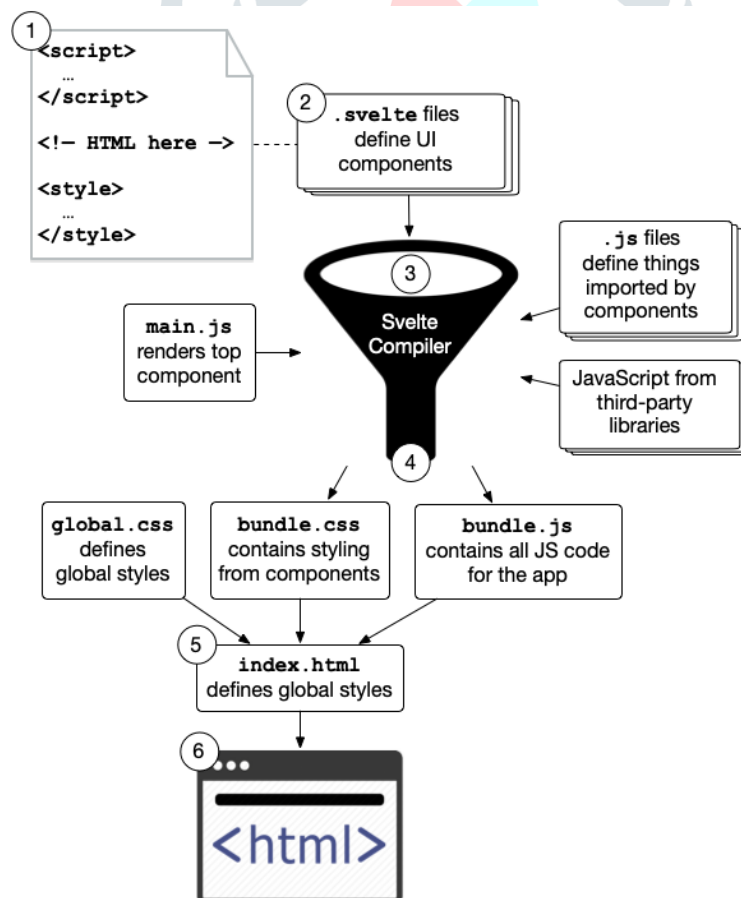 1
<script>
…
</script>
<!– HTML here –>
<style>
…
</style>
2
.svelte files
define UI
components
3
Svelte
Compiler
.js files
define things
imported by
components
main.js
renders top
component
JavaScript from
third-party
libraries
4
global.css
defines
global styles
bundle.css
contains styling
from components
bundle.js
contains all JS code
for the app
5
index.html
defines global styles
6
<html>